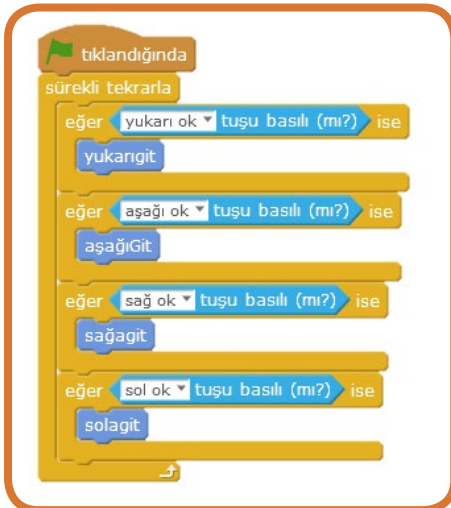 tıklandığında
sürekli tekrarla
eğer yukarı ok tuşu basılı (mı?) ise
yukarıgit
eğer aşağı ok tuşu basılı (mı?) ise
aşağıGit
eğer sağ ok tuşu basılı (mı?) ise
sağagit
eğer sol ok tuşu basılı (mı?) ise
solagit